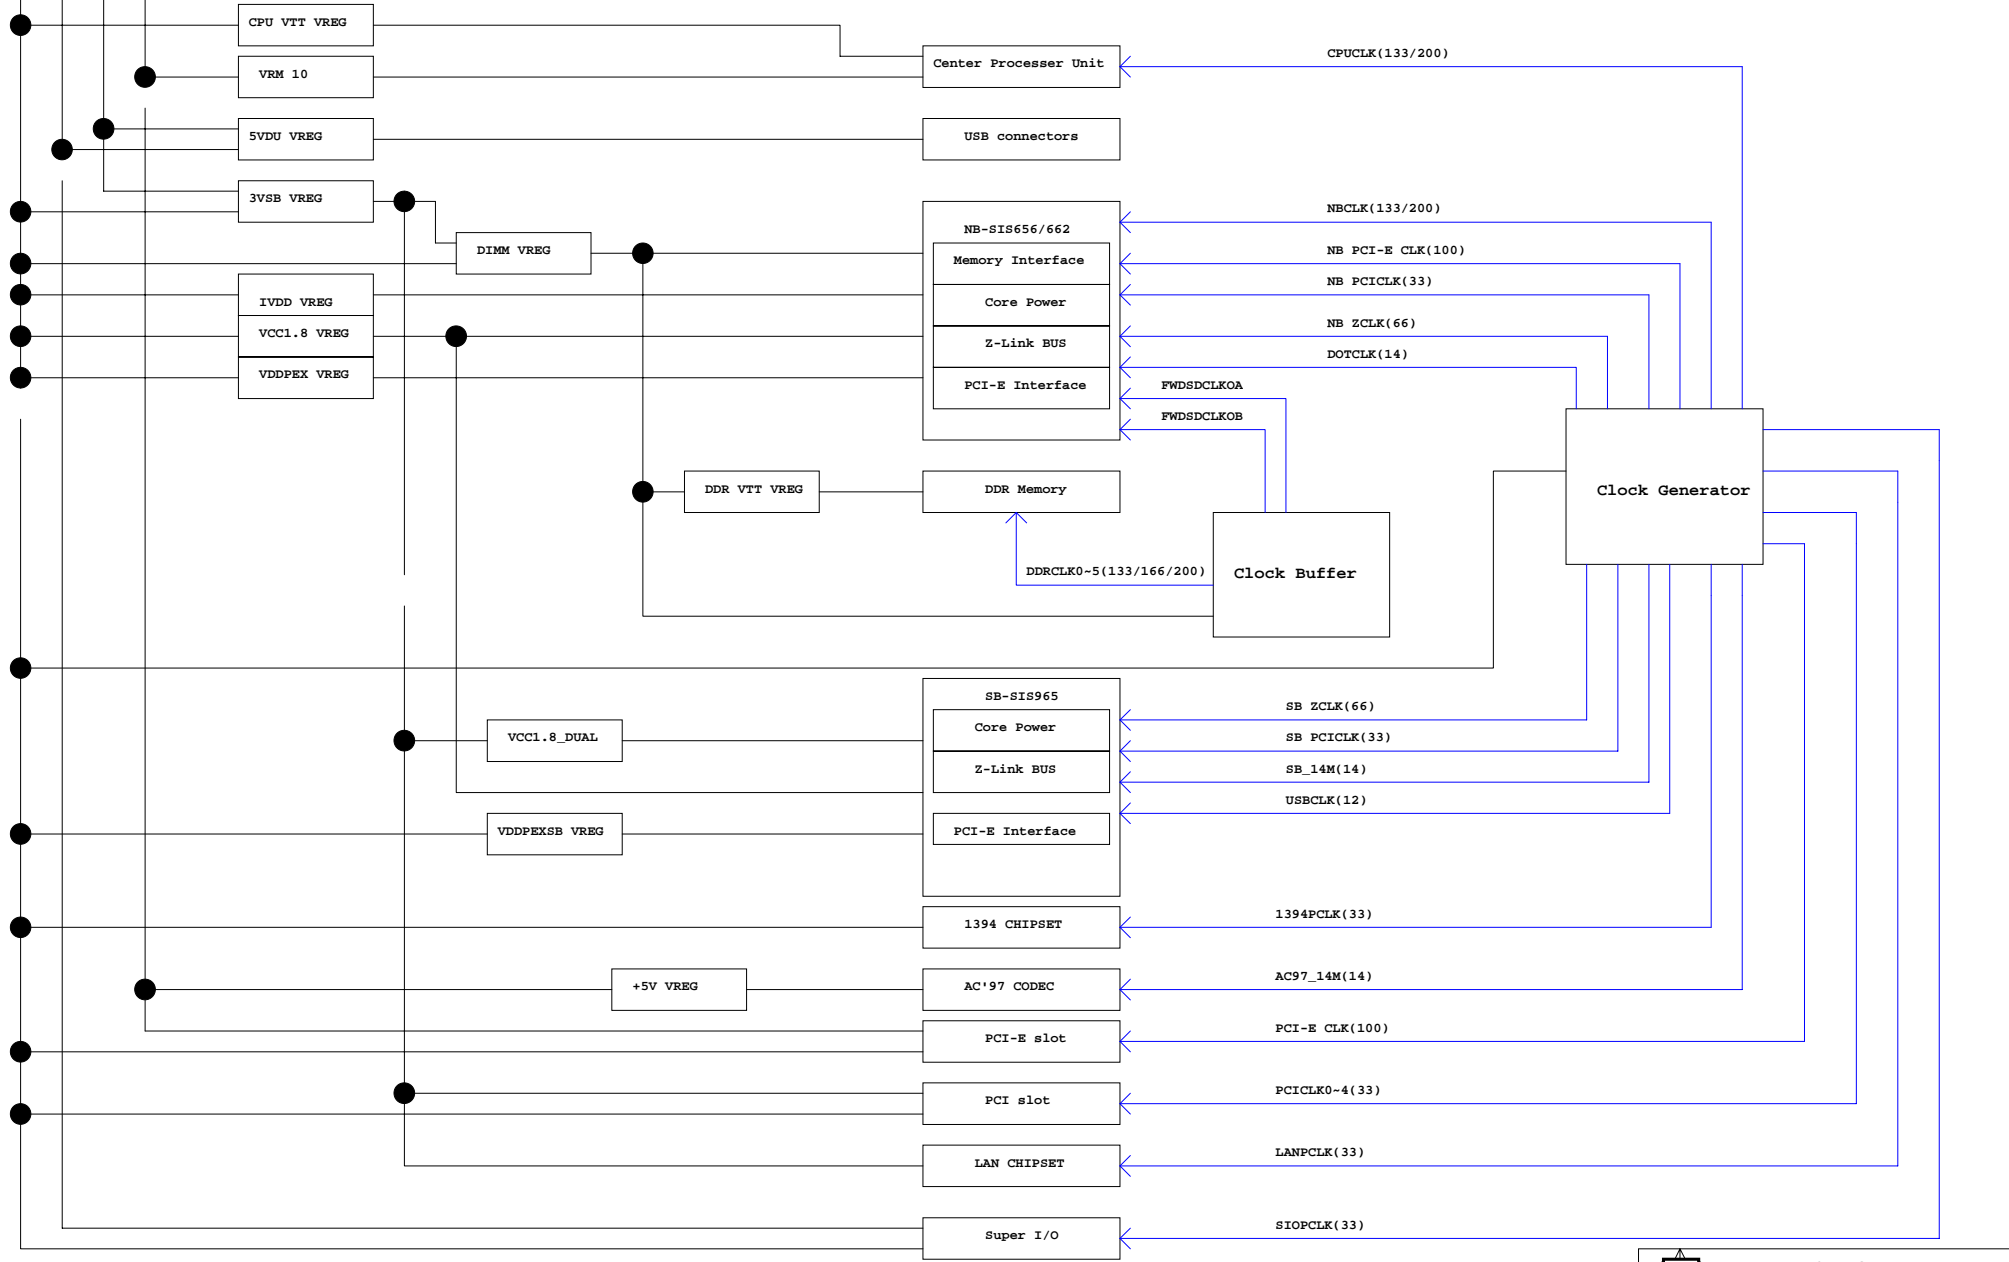 CPU VTT VREG
Center Processer Unit
CPUCLK(133/200)
VRM 10
5VDU VREG
USB connectors
3VSB VREG
NBCLK(133/200)
NB-SIS656/662
DIMM VREG
Memory Interface
NB PCI-E CLK(100)
IVDD VREG
Core Power
NB PCICLK(33)
VCC1.8 VREG
Z-Link BUS
NB ZCLK(66)
DOTCLK(14)
VDDPEX VREG
PCI-E Interface
FWDSDCLKOA
FWDSDCLKOB
DDR VTT VREG
DDR Memory
Clock Generator
DDRCLK0~5(133/166/200)
Clock Buffer
SB-SIS965
SB ZCLK(66)
Core Power
VCC1.8_DUAL
SB PCICLK(33)
Z-Link BUS
SB_14M(14)
USBCLK(12)
VDDPEXSB VREG
PCI-E Interface
1394 CHIPSET
1394PCLK(33)
+5V VREG
AC'97 CODEC
AC97_14M(14)
PCI-E slot
PCI-E CLK(100)
PCI slot
PCICLK0~4(33)
LAN CHIPSET
LANPCLK(33)
Super I/O
SIOPCLK(33)